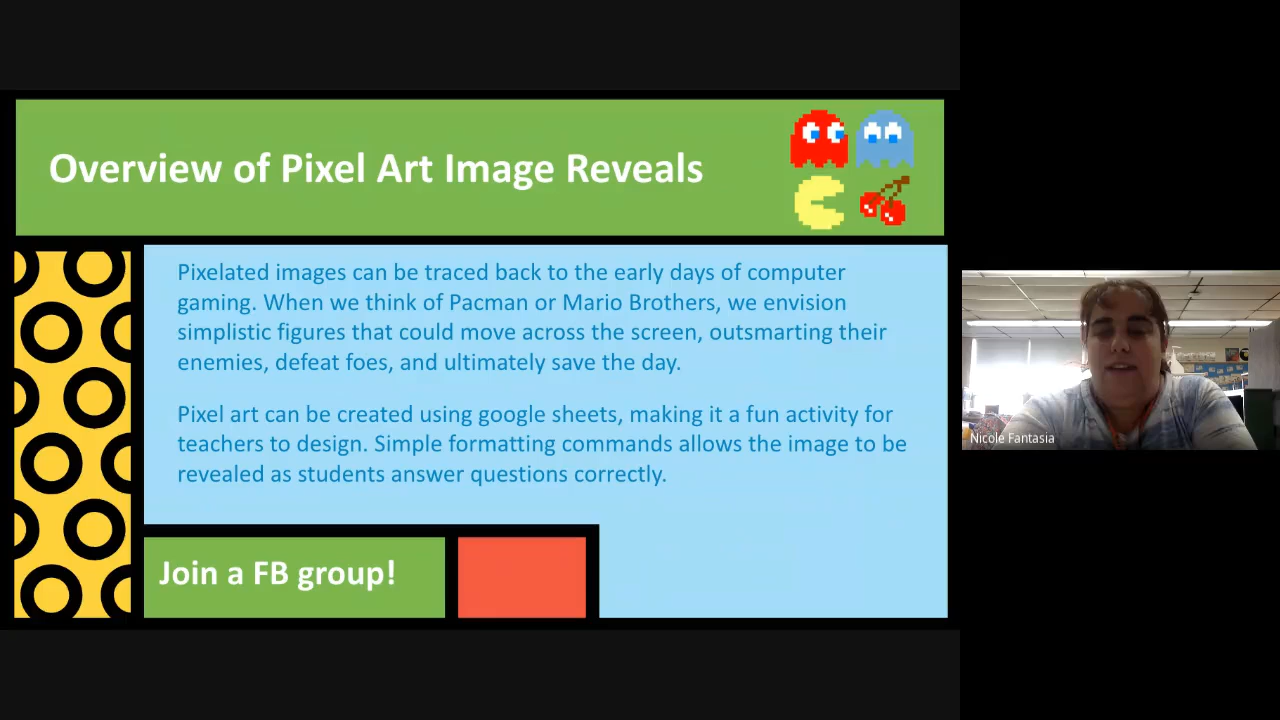 Overview of Pixel Art Image Reveals
Pixelated images can be traced back to the early days of computer
gaming. When we think of Pacman or Mario Brothers, we envision
simplistic figures that could move across the screen, outsmarting their
enemies, defeat foes, and ultimately save the day.
Pixel art can be created using google sheets, making it a fun activity for
teachers to design. Simple formatting commands allows the image to be
revealed as students answer questions correctly.
Join a FB group!
Nicole Fantasia